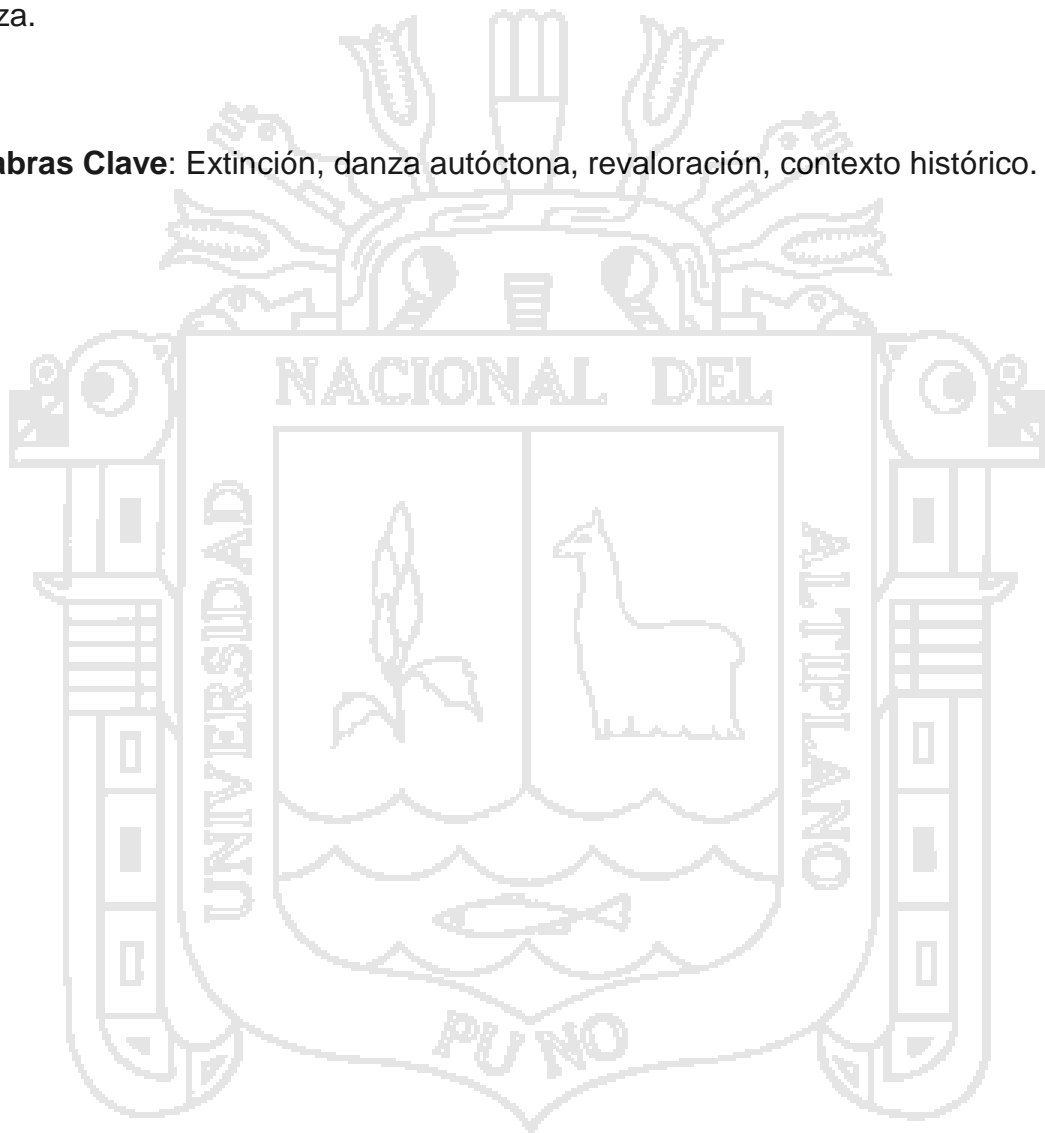 za.
abras Clave: Extinción, danza autóctona, revaloración, contexto histórico.
NACIONAL DEL
UNIVERSIDAD
ALTIPLANO
PUNO